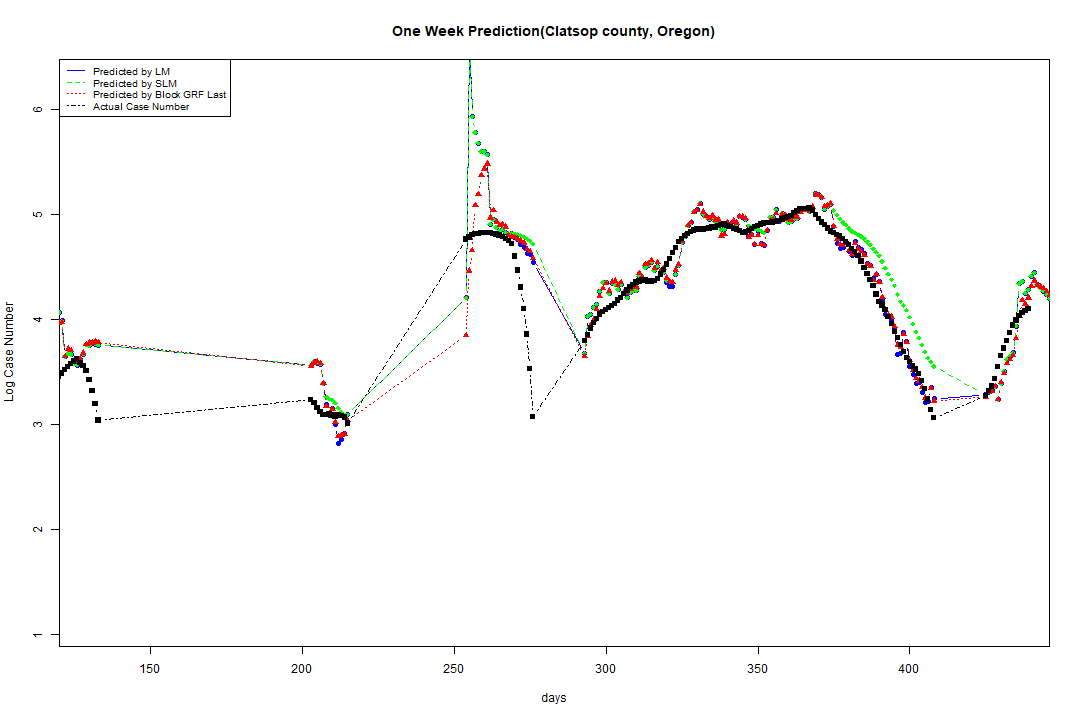 One Week Prediction(Clatsop county, Oregon)
Predicted by LM
Predicted by SLM
Predicted by Block GRF Last
Actual Case Number
Log Case Number
6
5
4
3
2
1
150 200 250 300 350 400
days